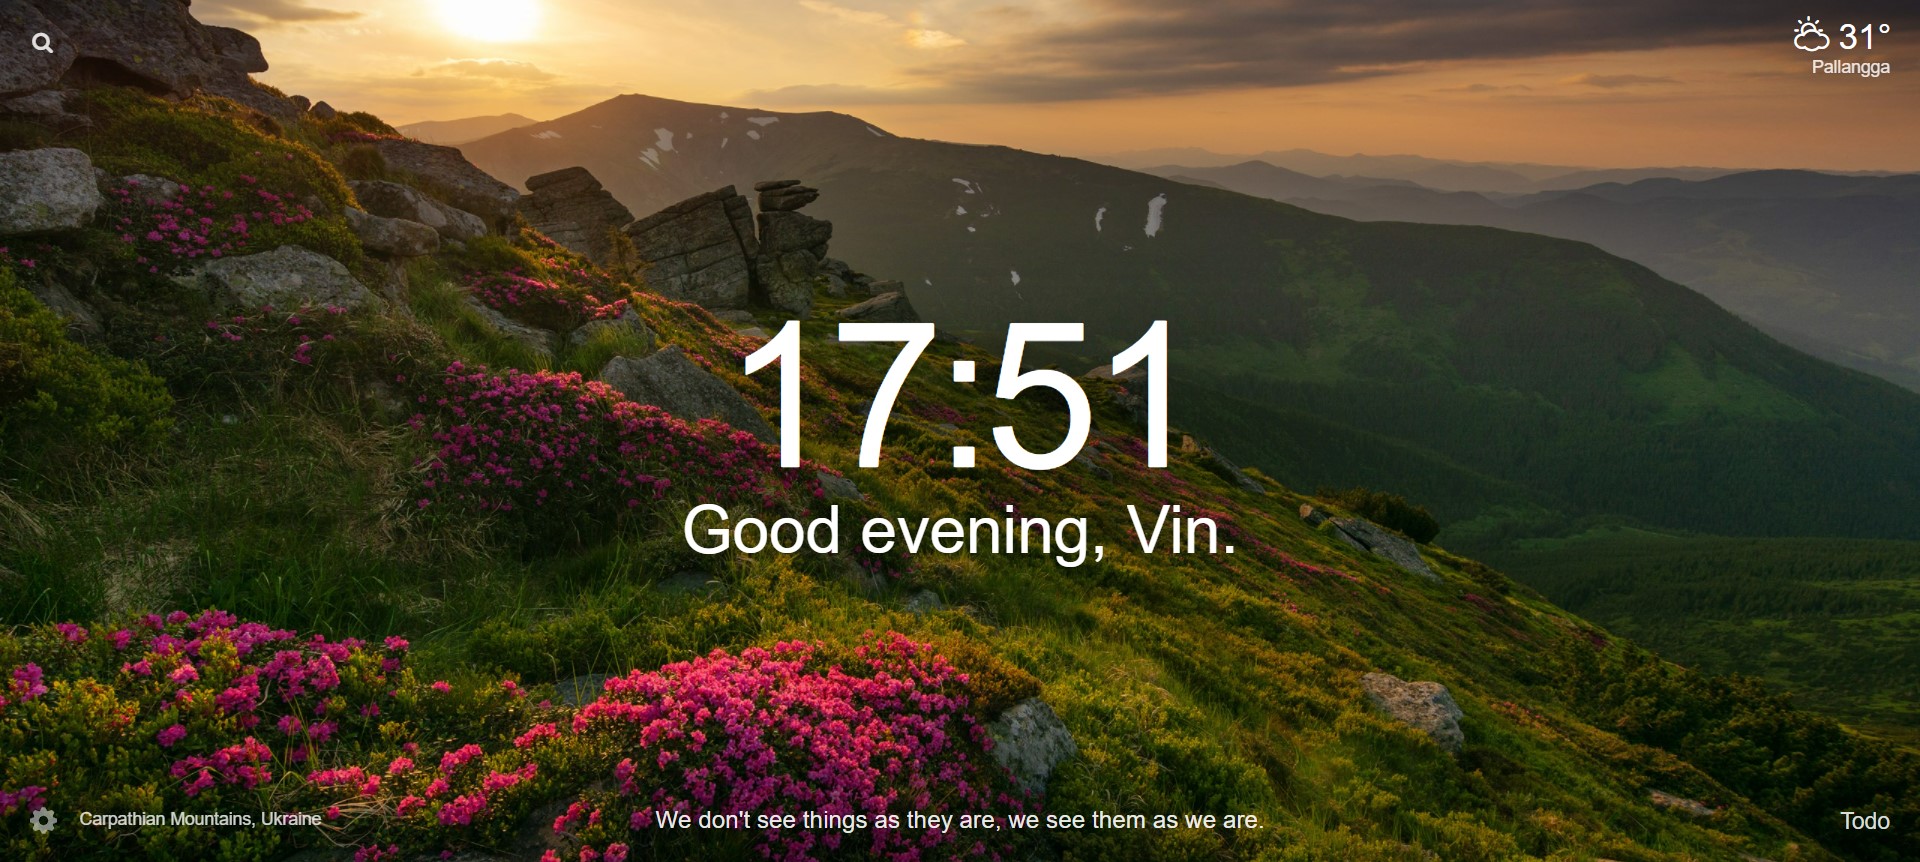 31°
Pallangga
17:51
Good evening, Vin.
Carpathian Mountains, Ukraine
We don't see things as they are, we see them as we are.
Todo